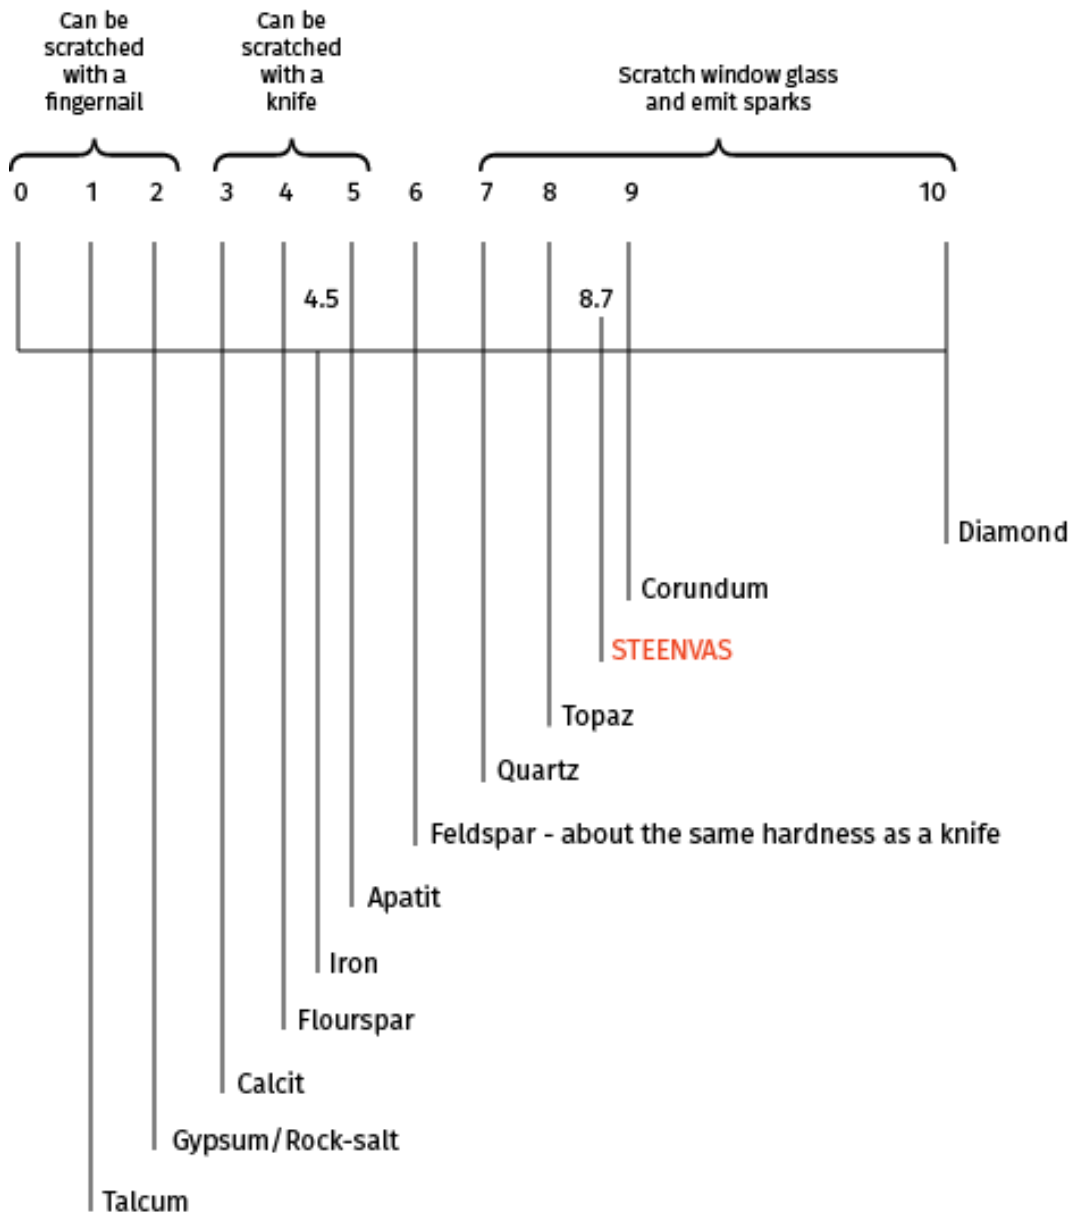 Can be
scratched
with a
fingernail
Can be
scratched
with a
knife
Scratch window glass
and emit sparks
0 1 2 3 4 5 6 7 8 9 10
4.5 8.7
Diamond
Corundum
STEENVAS
Topaz
Quartz
Feldspar - about the same hardness as a knife
Apatit
Iron
Flourspar
Calcit
Gypsum/Rock-salt
Talcum